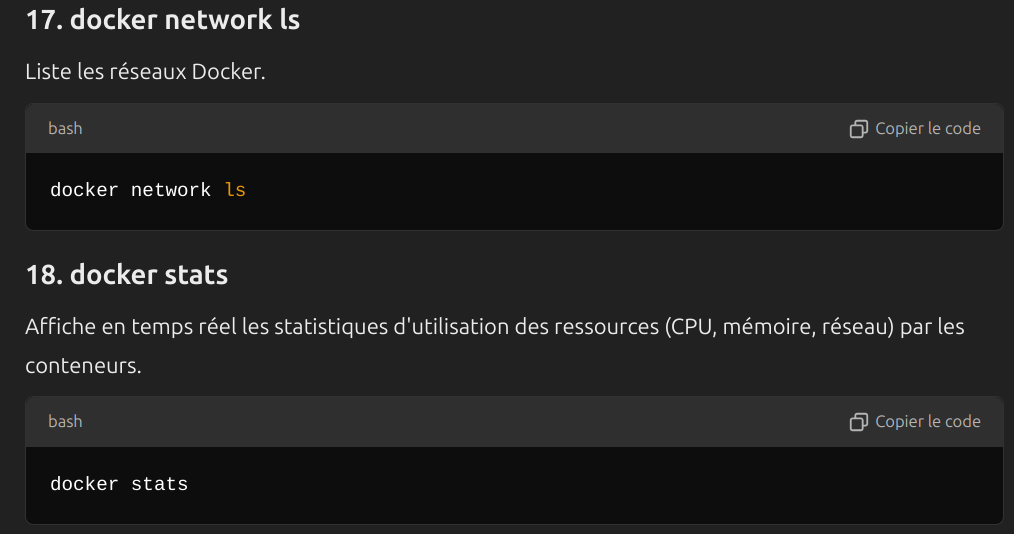 17. docker network ls
Liste les réseaux Docker.
bash
Copier le code
docker network ls
18. docker stats
Affiche en temps réel les statistiques d'utilisation des ressources (CPU, mémoire, réseau) par les
conteneurs.
bash
Copier le code
docker stats